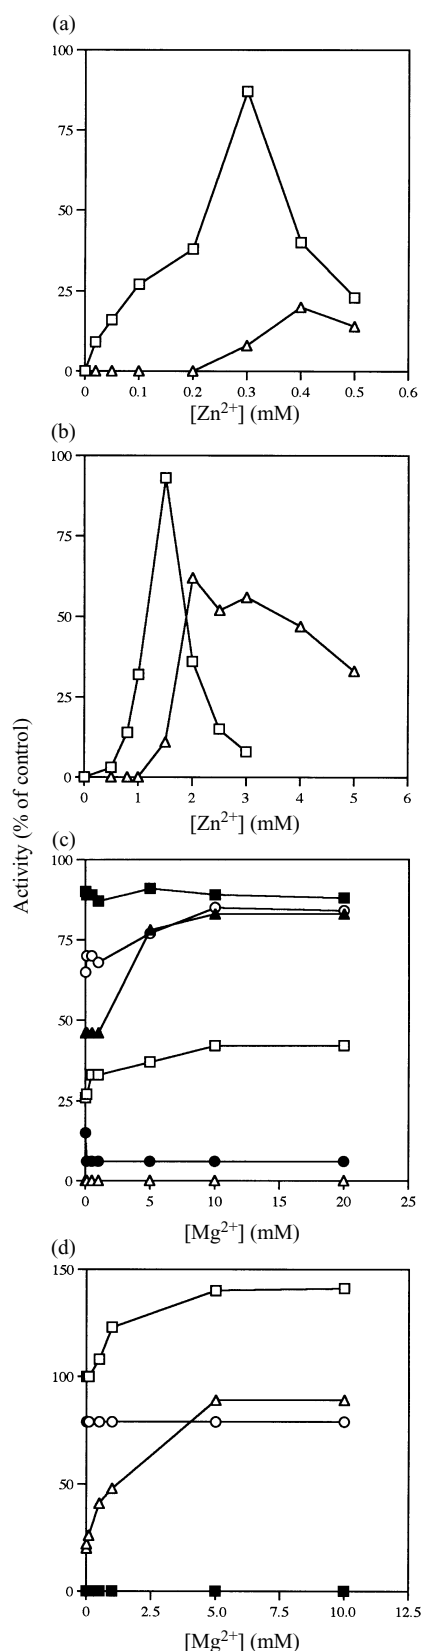 (a)
100
75
50
25
0
0 0.1 0.2 0.3 0.4 0.5 0.6
[Zn²⁺] (mM)
(b)
100
75
50
25
0
0 1 2 3 4 5 6
[Zn²⁺] (mM)
Activity (% of control)
(c)
100
75
50
25
0
0 5 10 15 20 25
[Mg²⁺] (mM)
(d)
150
100
50
0
0 2.5 5.0 7.5 10.0 12.5
[Mg²⁺] (mM)